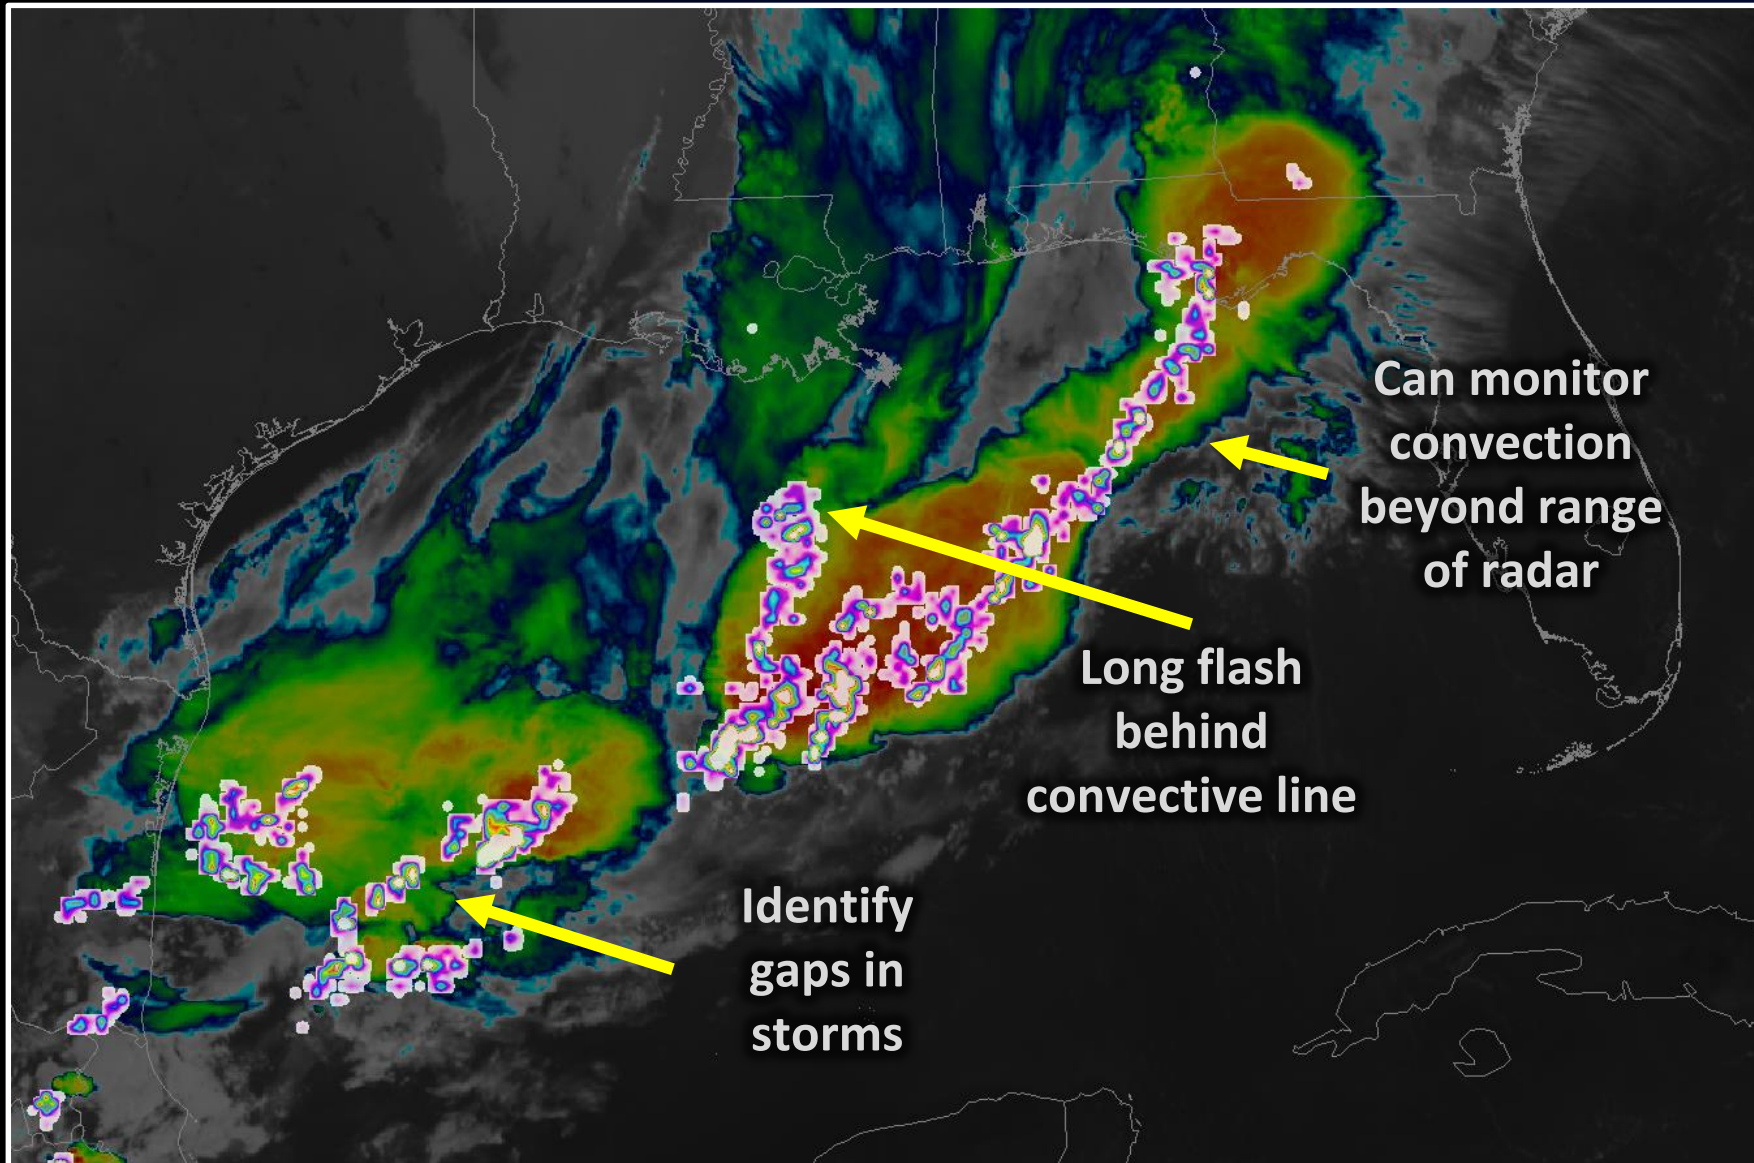 Can monitor
convection
beyond range
of radar
Long flash
behind
convective line
Identify
gaps in
storms